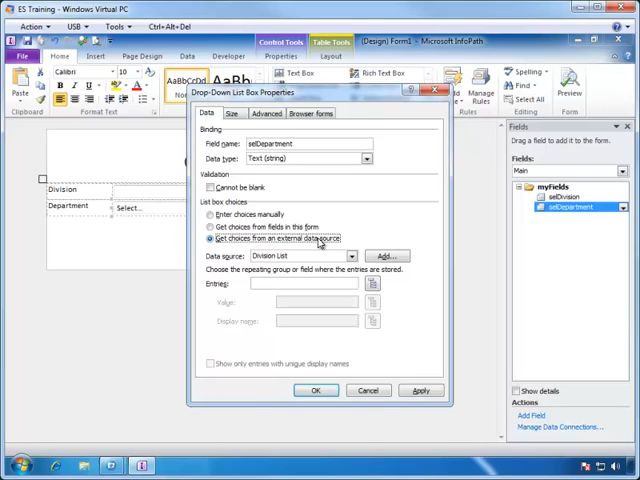 ES Training - Windows Virtual PC
Action USB Tools Ctrl+Alt+Del
Control Tools Table Tools (Design) Form1 - Microsoft InfoPath
File Home Insert Page Design Data Developer Properties Layout
Paste
Calibri 10
AaBbCcDd AaBb
Text Box Rich Text Box
Spelling
Find
Select All
Preview
Clipboard
Form
Division
Department Select...
Drop-Down List Box Properties
Data Size Advanced Browser forms
Binding
Field name: selDepartment
Data type: Text (string)
Validation
Cannot be blank
List box choices
Enter choices manually
Get choices from fields in this form
Get choices from an external data source
Data source: Division List Add...
Choose the repeating group or field where the entries are stored.
Entries:
Value:
Display name:
Show only entries with unique display names
OK Cancel Apply
Fields
Drag a field to add it to the form.
Fields:
Main
myFields
selDivision
selDepartment
Show details
Actions
Add Field
Manage Data Connections...